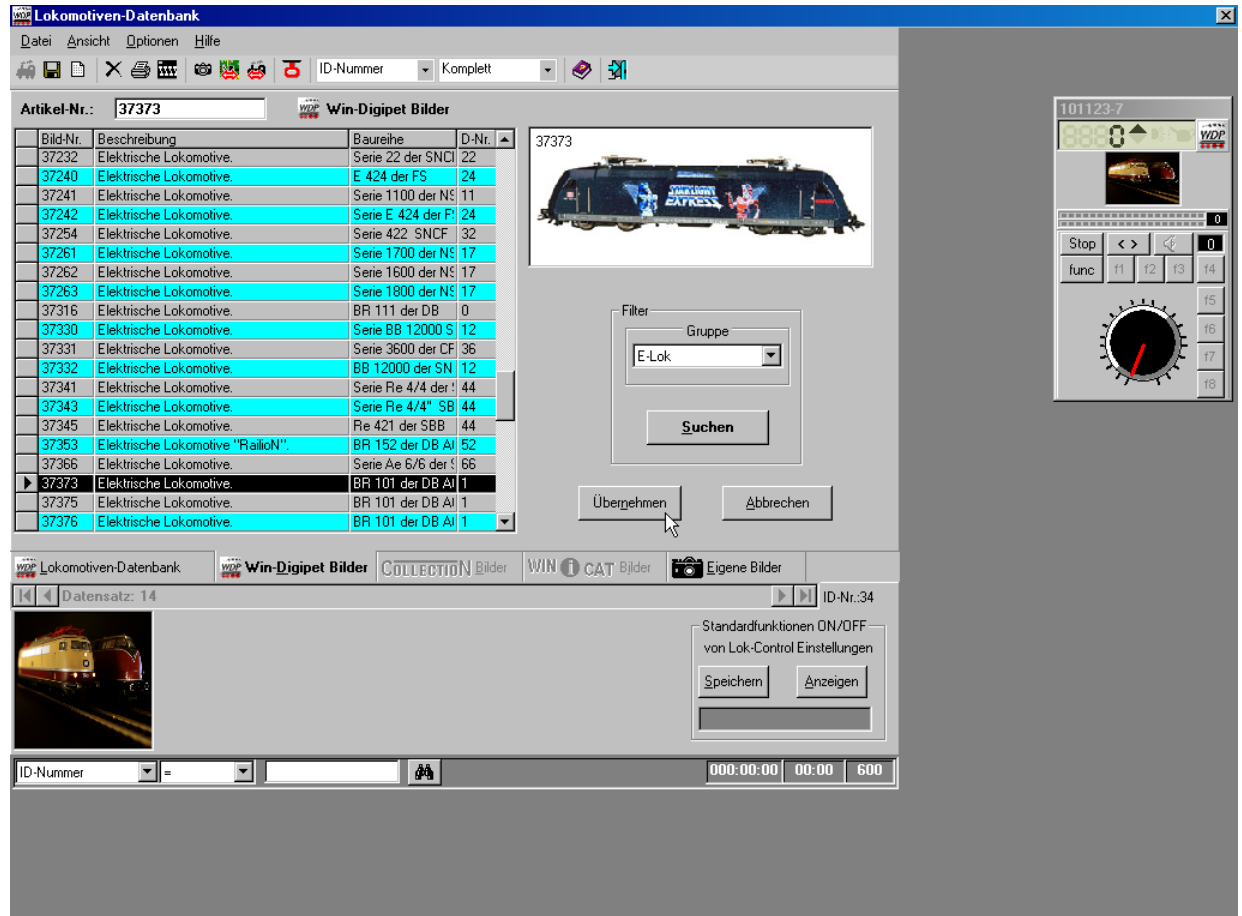 Lokomotiven-Datenbank
Datei Ansicht Optionen Hilfe
ID-Nummer Komplett
Artikel-Nr.: 37373 WDP Win-Digipet Bilder
Bild-Nr. Beschreibung Baureihe D-Nr.
37232 Elektrische Lokomotive. Serie 22 der SNCI 22
37240 Elektrische Lokomotive. E 424 der FS 24
37241 Elektrische Lokomotive. Serie 1100 der NS 11
37242 Elektrische Lokomotive. Serie E 424 der F 24
37254 Elektrische Lokomotive. Serie 422 SNCF 32
37261 Elektrische Lokomotive. Serie 1700 der NS 17
37262 Elektrische Lokomotive. Serie 1600 der NS 17
37263 Elektrische Lokomotive. Serie 1800 der NS 17
37316 Elektrische Lokomotive. BR 111 der DB 0
37330 Elektrische Lokomotive. Serie BB 12000 S 12
37331 Elektrische Lokomotive. Serie 3600 der CF 36
37332 Elektrische Lokomotive. BB 12000 der SN 12
37341 Elektrische Lokomotive. Serie Re 4/4 der 44
37343 Elektrische Lokomotive. Serie Re 4/4" SB 44
37345 Elektrische Lokomotive. Re 421 der SBB 44
37353 Elektrische Lokomotive "RailioN". BR 152 der DB A 52
37366 Elektrische Lokomotive. Serie Ae 6/6 der 66
37373 Elektrische Lokomotive. BR 101 der DB A 1
37375 Elektrische Lokomotive. BR 101 der DB A 1
37376 Elektrische Lokomotive. BR 101 der DB A 1
37373
STARLIGHT
EXPRESS
Filter
Gruppe
E-Lok
Suchen
Übernehmen Abbrechen
Lokomotiven-Datenbank Win-Digipet Bilder COLLECTION Bilder WIN CAT Bilder Eigene Bilder
Datensatz: 14 ID-Nr.:34
Standardfunktionen ON/OFF
von Lok-Control Einstellungen
Speichern Anzeigen
ID-Nummer = 000:00:00 00:00 600
101123-7
0 WDP
0
Stop < > 0
func f1 f2 f3 f4
f5
f6
f7
f8